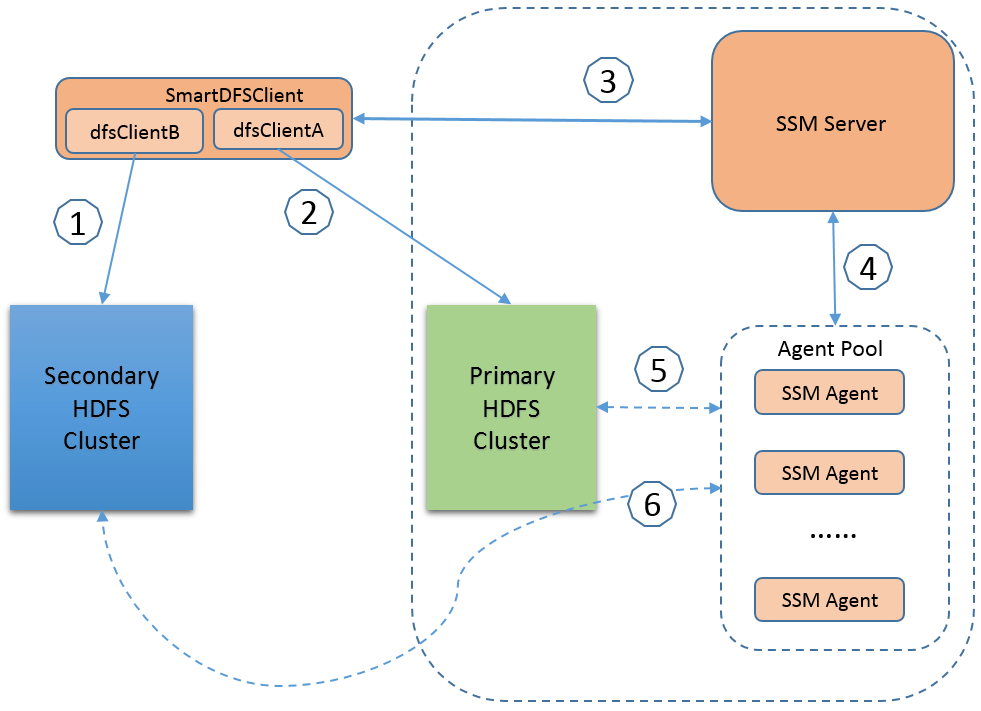 3
SmartDFSClient
dfsClientB
dfsClientA
SSM Server
1
2
4
Agent Pool
Secondary
HDFS
Cluster
Primary
HDFS
Cluster
5
SSM Agent
SSM Agent
6
......
SSM Agent